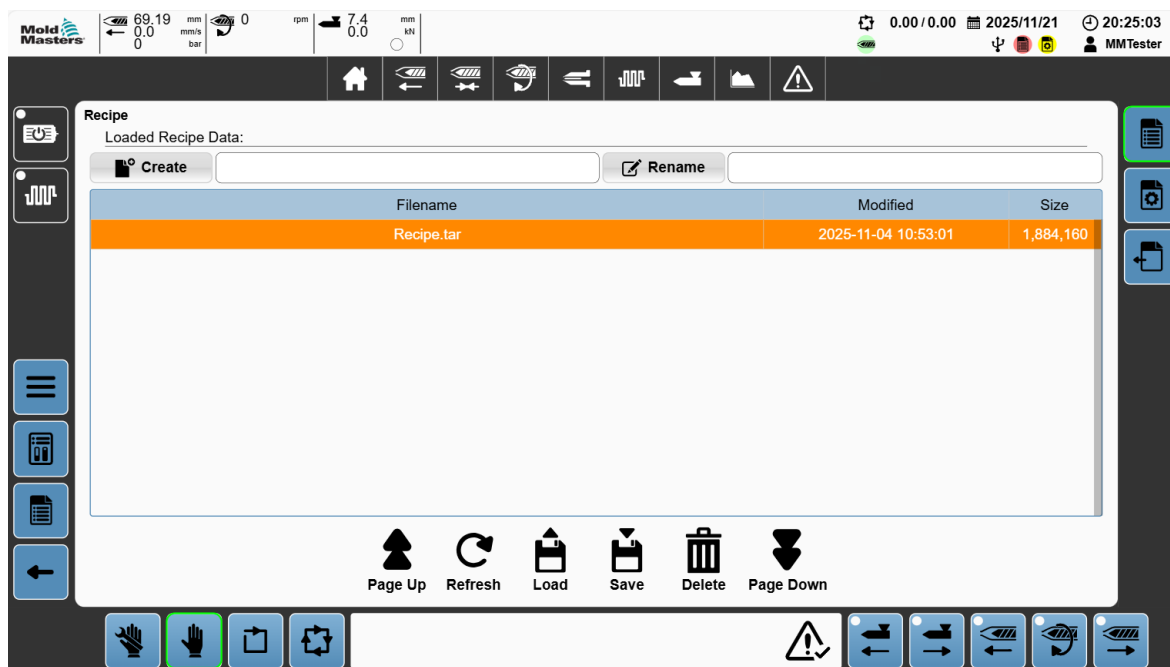 Mold
Masters
69.19 mm
0.0 mm/s
0 bar
0 rpm
7.4 mm
0.0 kN
0.00 / 0.00 2025/11/21 20:25:03
MMTester
Recipe
Loaded Recipe Data:
Create Rename
Filename Modified Size
Recipe.tar 2025-11-04 10:53:01 1,884,160
Page Up Refresh Load Save Delete Page Down